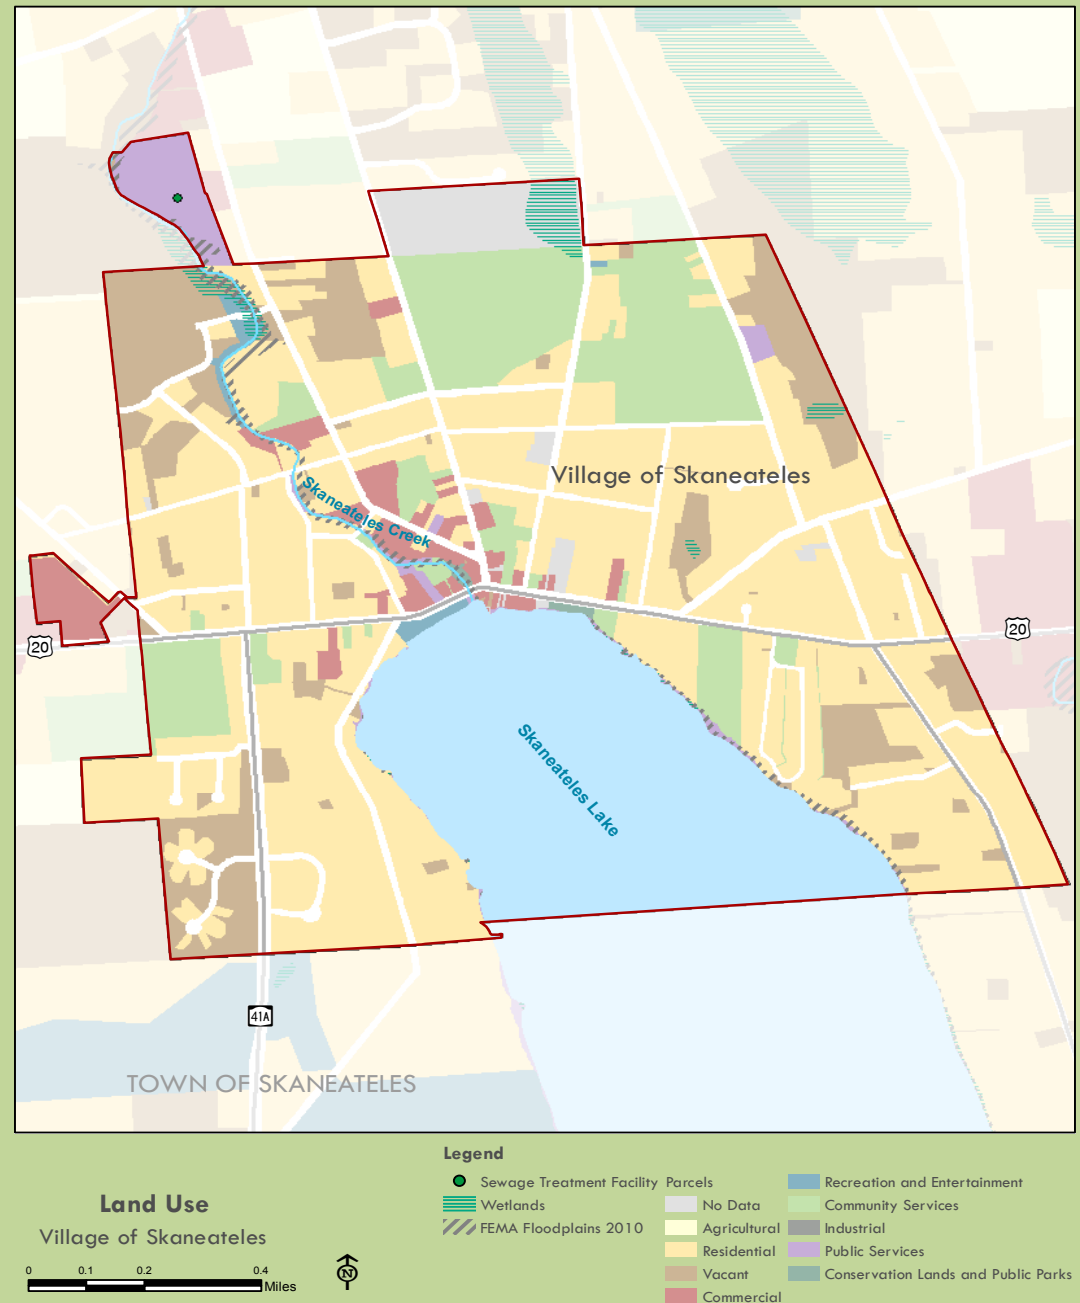 Village of Skaneateles
Skaneateles Creek
20
20
Skaneateles Lake
41A
TOWN OF SKANEATELES
Legend
Sewage Treatment Facility
Wetlands
FEMA Floodplains 2010
Parcels
No Data
Agricultural
Residential
Vacant
Commercial
Recreation and Entertainment
Community Services
Industrial
Public Services
Conservation Lands and Public Parks
Land Use
Village of Skaneateles
0 0.1 0.2 0.4
Miles
N